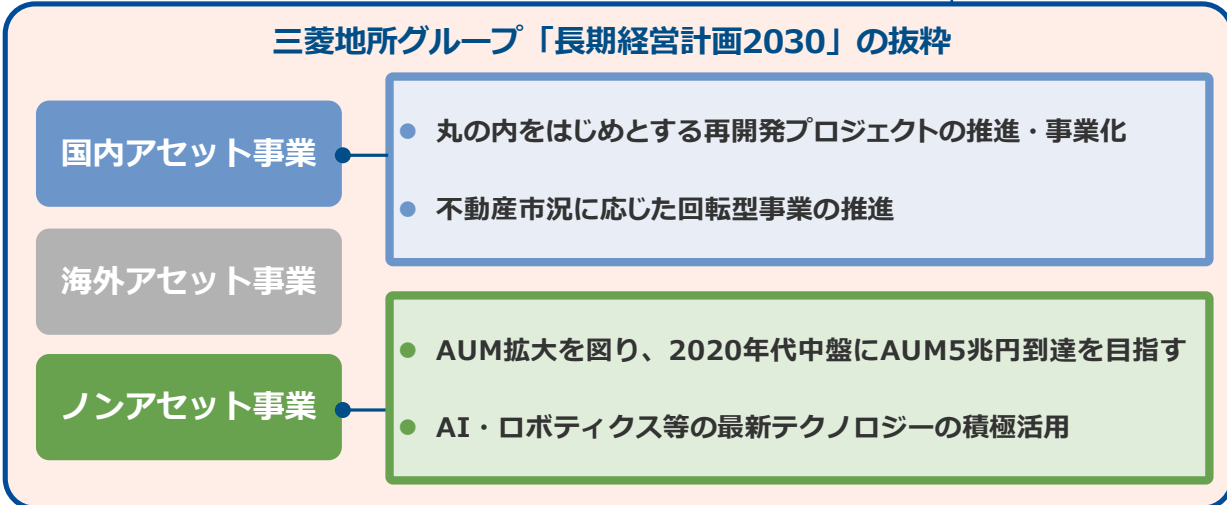 三菱地所グループ「長期経営計画2030」の抜粋
国内アセット事業
● 丸の内をはじめとする再開発プロジェクトの推進・事業化
● 不動産市況に応じた回転型事業の推進
海外アセット事業
ノンアセット事業
● AUM拡大を図り、2020年代中盤にAUM5兆円到達を目指す
● AI・ロボティクス等の最新テクノロジーの積極活用